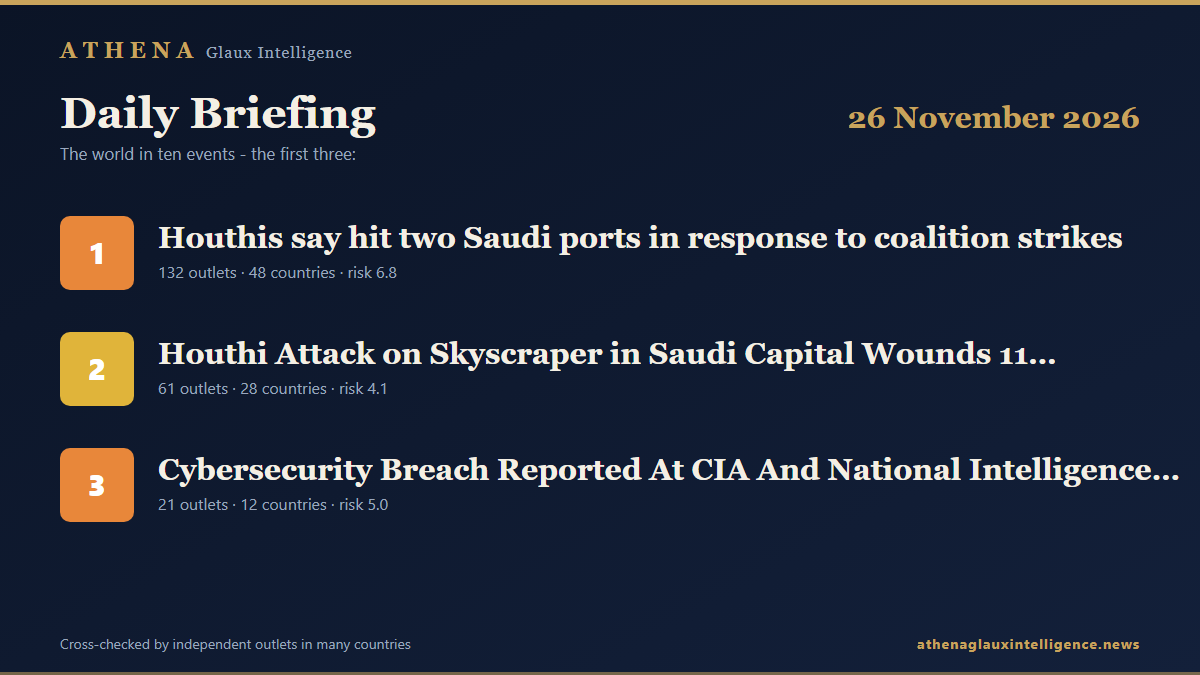 ATHENA Glaux Intelligence
Daily Briefing
26 November 2026
The world in ten events - the first three:
1
Houthis say hit two Saudi ports in response to coalition strikes
132 outlets · 48 countries · risk 6.8
2
Houthi Attack on Skyscraper in Saudi Capital Wounds 11...
61 outlets · 28 countries · risk 4.1
3
Cybersecurity Breach Reported At CIA And National Intelligence...
21 outlets · 12 countries · risk 5.0
Cross-checked by independent outlets in many countries
athenaglauxintelligence.news